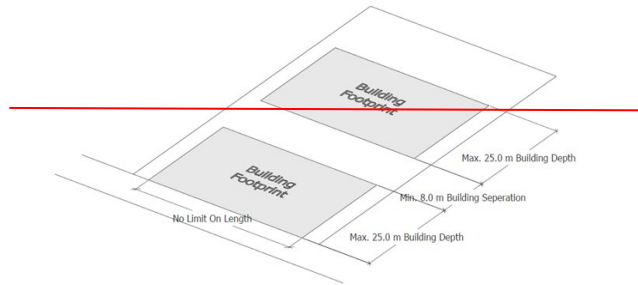 Building
Footprint
Max. 25.0 m Building Depth
Building
Footprint
Min. 8.0 m Building Seperation
No Limit On Length
Max. 25.0 m Building Depth